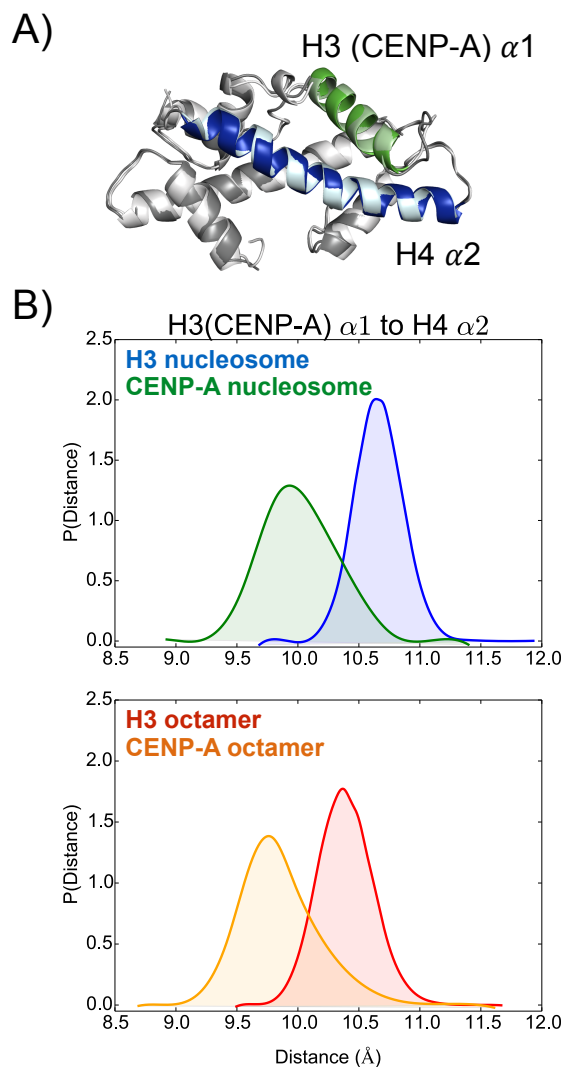 A)
H3 (CENP-A) α1
H4 α2
B)
H3(CENP-A) α1 to H4 α2
2.5
H3 nucleosome
CENP-A nucleosome
2.0
1.5
P(Distance)
1.0
0.5
0.0
8.5 9.0 9.5 10.0 10.5 11.0 11.5 12.0
2.5
H3 octamer
CENP-A octamer
2.0
1.5
P(Distance)
1.0
0.5
0.0
8.5 9.0 9.5 10.0 10.5 11.0 11.5 12.0
Distance (Å)